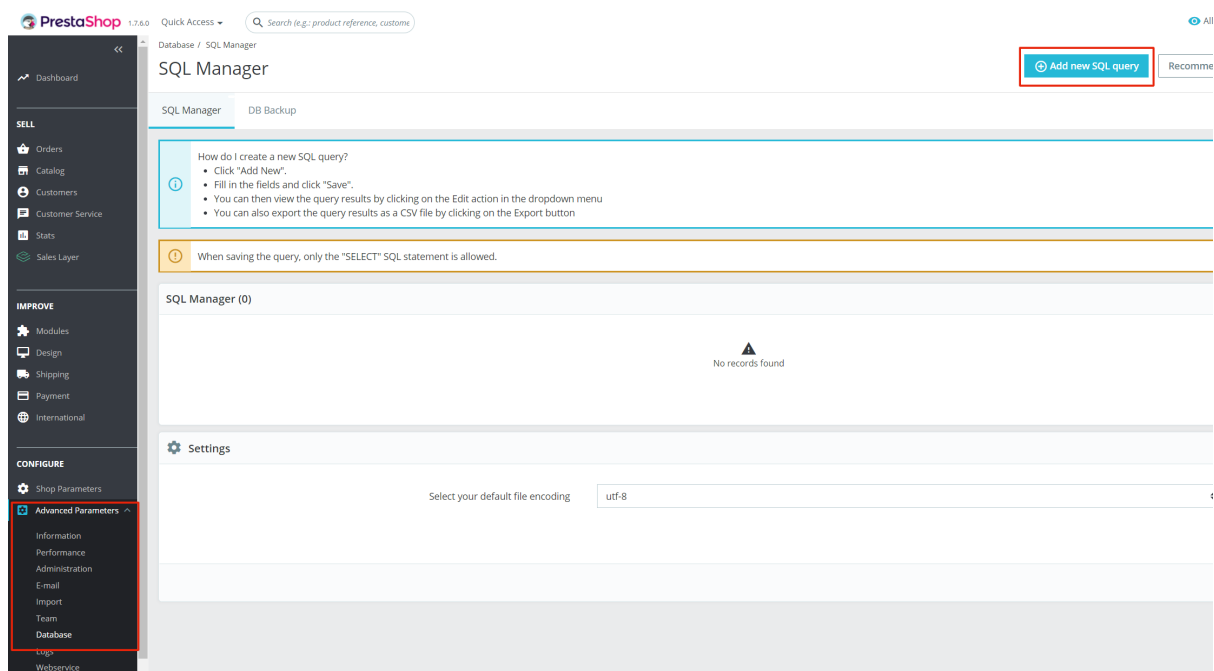 PrestaShop 1.7.6.0 Quick Access Search (e.g.: product reference, custome All
Database / SQL Manager
SQL Manager
Add new SQL query Recomme
SQL Manager DB Backup
How do I create a new SQL query?
• Click "Add New".
• Fill in the fields and click "Save".
• You can then view the query results by clicking on the Edit action in the dropdown menu
• You can also export the query results as a CSV file by clicking on the Export button
When saving the query, only the "SELECT" SQL statement is allowed.
SQL Manager (0)
No records found
Settings
Select your default file encoding utf-8
Dashboard
SELL
Orders
Catalog
Customers
Customer Service
Stats
Sales Layer
IMPROVE
Modules
Design
Shipping
Payment
International
CONFIGURE
Shop Parameters
Advanced Parameters
Information
Performance
Administration
E-mail
Import
Team
Database
Logs
Webservice